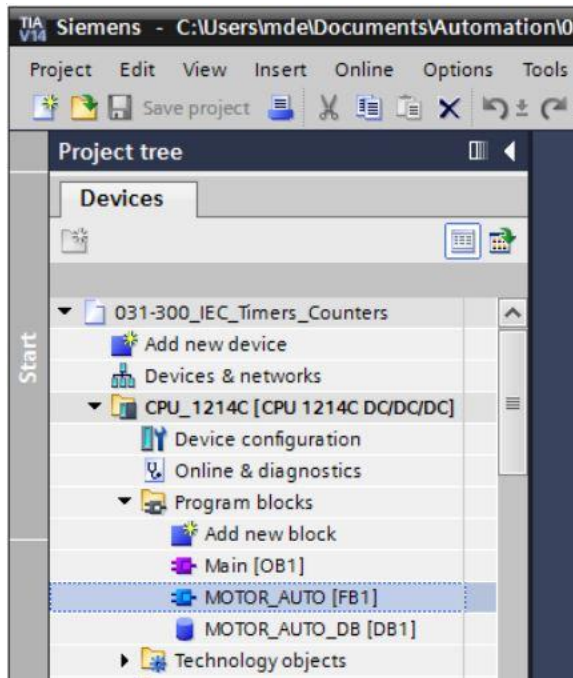 TIA V14 Siemens - C:\Users\mde\Documents\Automation\0
Project Edit View Insert Online Options Tools
Save project
Project tree
Devices
Start
031-300_IEC_Timers_Counters
Add new device
Devices & networks
CPU_1214C [CPU 1214C DC/DC/DC]
Device configuration
Online & diagnostics
Program blocks
Add new block
Main [OB1]
MOTOR_AUTO [FB1]
MOTOR_AUTO_DB [DB1]
Technology objects